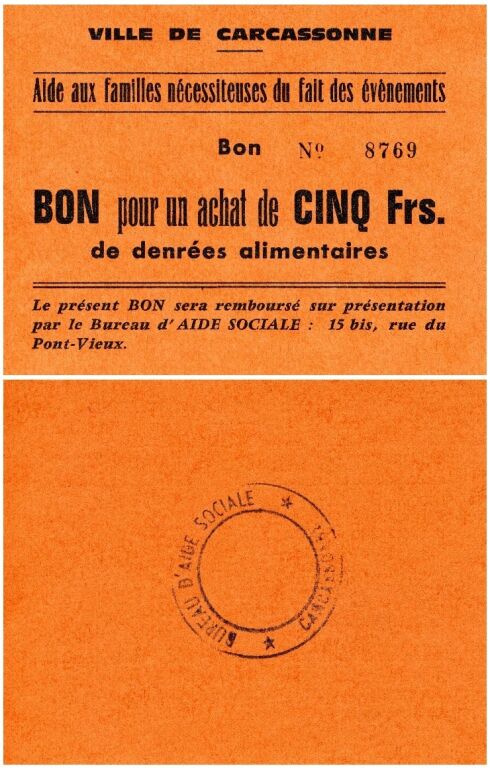 VILLE DE CARCASSONNE
Aide aux familles nécessiteuses du fait des évènements
Bon Nº 8769
BON pour un achat de CINQ Frs.
de denrées alimentaires
Le présent BON sera remboursé sur présentation
par le Bureau d'AIDE SOCIALE : 15 bis, rue du
Pont-Vieux.
BUREAU D'AIDE SOCIALE ★ CARCASSONNE ★